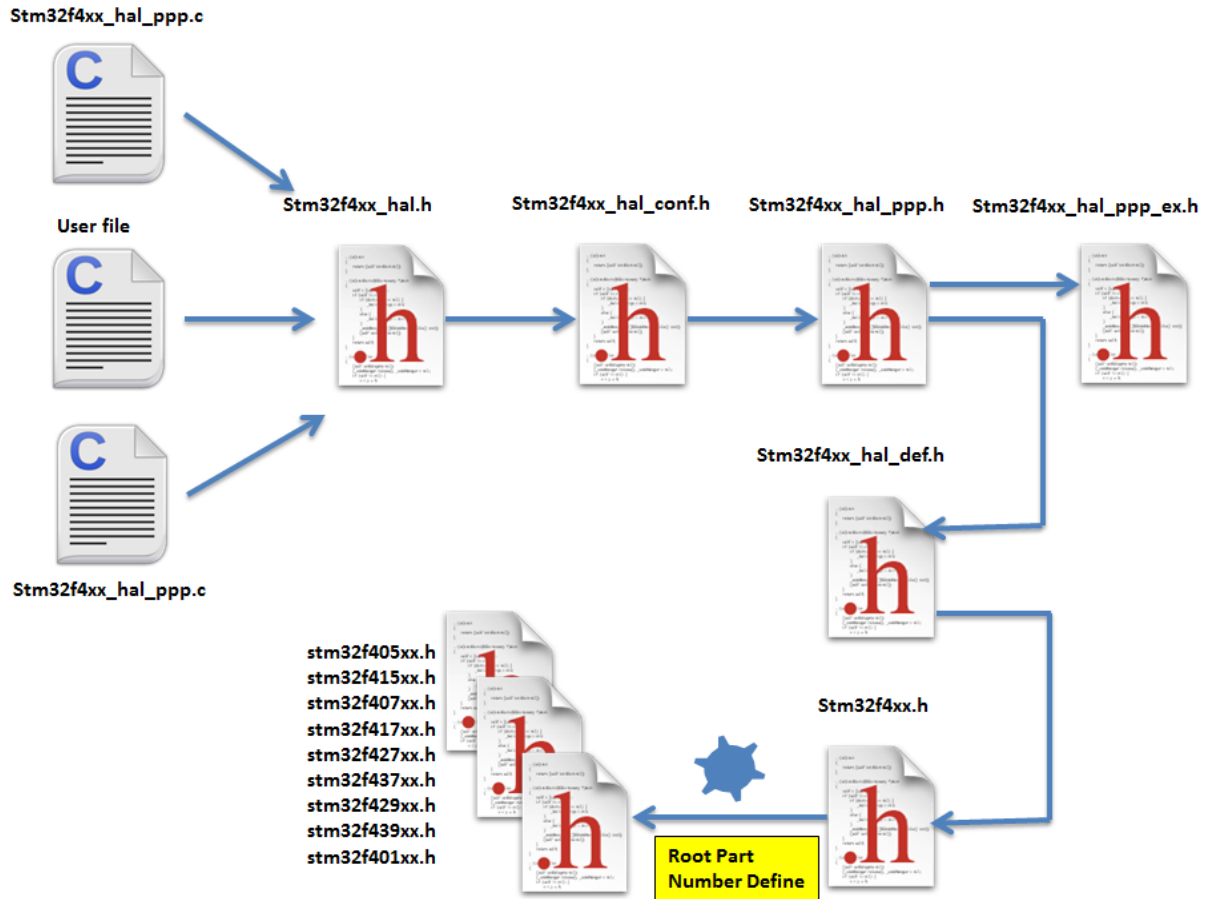 Stm32f4xx_hal_ppp.c
C
User file
C
Stm32f4xx_hal.h
Stm32f4xx_hal_conf.h
Stm32f4xx_hal_ppp.h
Stm32f4xx_hal_ppp_ex.h
.h
.h
.h
.h
C
Stm32f4xx_hal_ppp.c
Stm32f4xx_hal_def.h
.h
stm32f405xx.h
stm32f415xx.h
stm32f407xx.h
stm32f417xx.h
stm32f427xx.h
stm32f437xx.h
stm32f429xx.h
stm32f439xx.h
stm32f401xx.h
.h
.h
.h
Stm32f4xx.h
.h
Root Part
Number Define